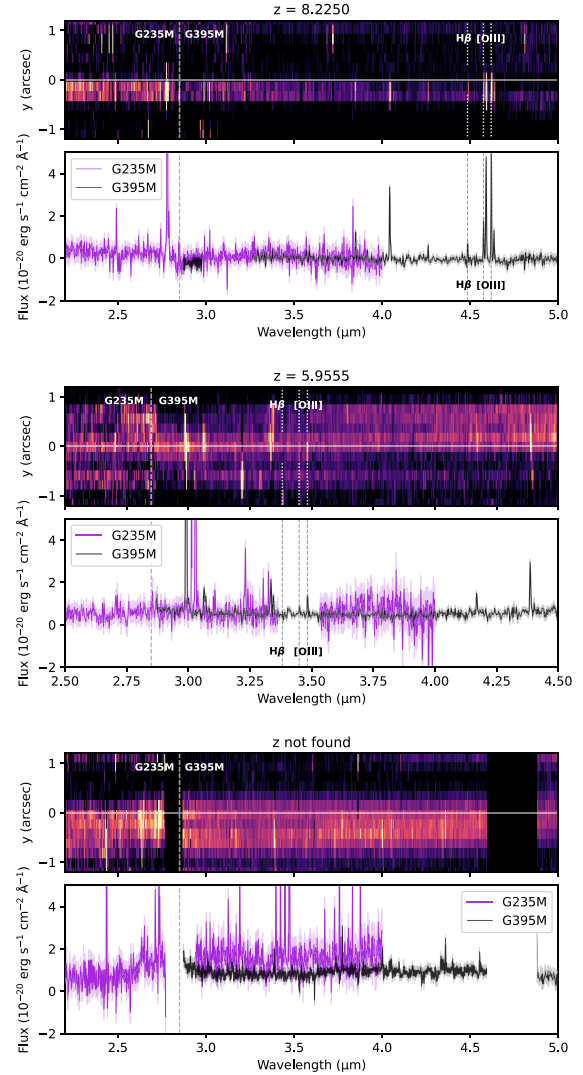 z = 8.2250
G235M G395M Hβ [OIII]
1
0
−1
y (arcsec)
G235M
G395M
4
2
0
−2
Flux (10⁻²⁰ erg s⁻¹ cm⁻² Å⁻¹)
Hβ [OIII]
2.5 3.0 3.5 4.0 4.5 5.0
Wavelength (μm)
z = 5.9555
G235M G395M Hβ [OIII]
1
0
−1
y (arcsec)
G235M
G395M
4
2
0
−2
Flux (10⁻²⁰ erg s⁻¹ cm⁻² Å⁻¹)
Hβ [OIII]
2.50 2.75 3.00 3.25 3.50 3.75 4.00 4.25 4.50
Wavelength (μm)
z not found
G235M G395M
1
0
−1
y (arcsec)
G235M
G395M
4
2
0
−2
Flux (10⁻²⁰ erg s⁻¹ cm⁻² Å⁻¹)
2.5 3.0 3.5 4.0 4.5 5.0
Wavelength (μm)